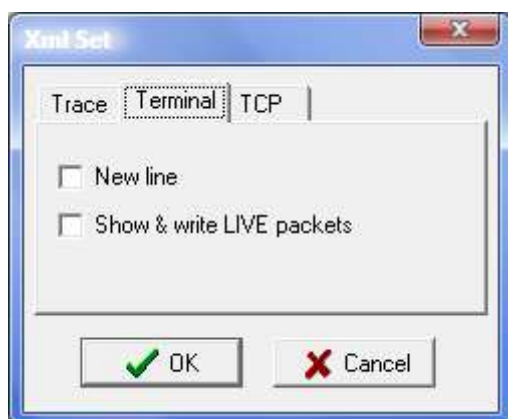 Xml Set
Trace Terminal TCP
New line
Show & write LIVE packets
OK Cancel